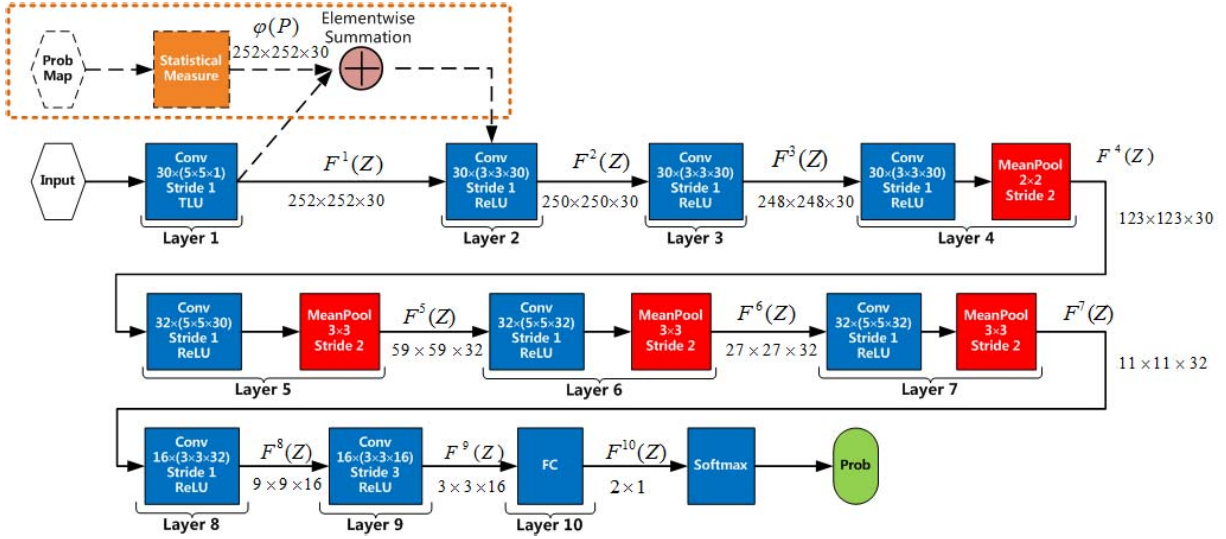 Prob
Map
Statistical
Measure
φ(P)
252×252×30
Elementwise
Summation
Input
Conv
30×(5×5×1)
Stride 1
TLU
Layer 1
F¹(Z)
252×252×30
Conv
30×(3×3×30)
Stride 1
ReLU
Layer 2
F²(Z)
250×250×30
Conv
30×(3×3×30)
Stride 1
ReLU
Layer 3
F³(Z)
248×248×30
Conv
30×(3×3×30)
Stride 1
ReLU
MeanPool
2×2
Stride 2
Layer 4
F⁴(Z)
123×123×30
Conv
32×(5×5×30)
Stride 1
ReLU
MeanPool
3×3
Stride 2
Layer 5
F⁵(Z)
59×59×32
Conv
32×(5×5×32)
Stride 1
ReLU
MeanPool
3×3
Stride 2
Layer 6
F⁶(Z)
27×27×32
Conv
32×(5×5×32)
Stride 1
ReLU
MeanPool
3×3
Stride 2
Layer 7
F⁷(Z)
11×11×32
Conv
16×(3×3×32)
Stride 1
ReLU
Layer 8
F⁸(Z)
9×9×16
Conv
16×(3×3×16)
Stride 3
ReLU
Layer 9
F⁹(Z)
3×3×16
FC
Layer 10
F¹⁰(Z)
2×1
Softmax
Prob